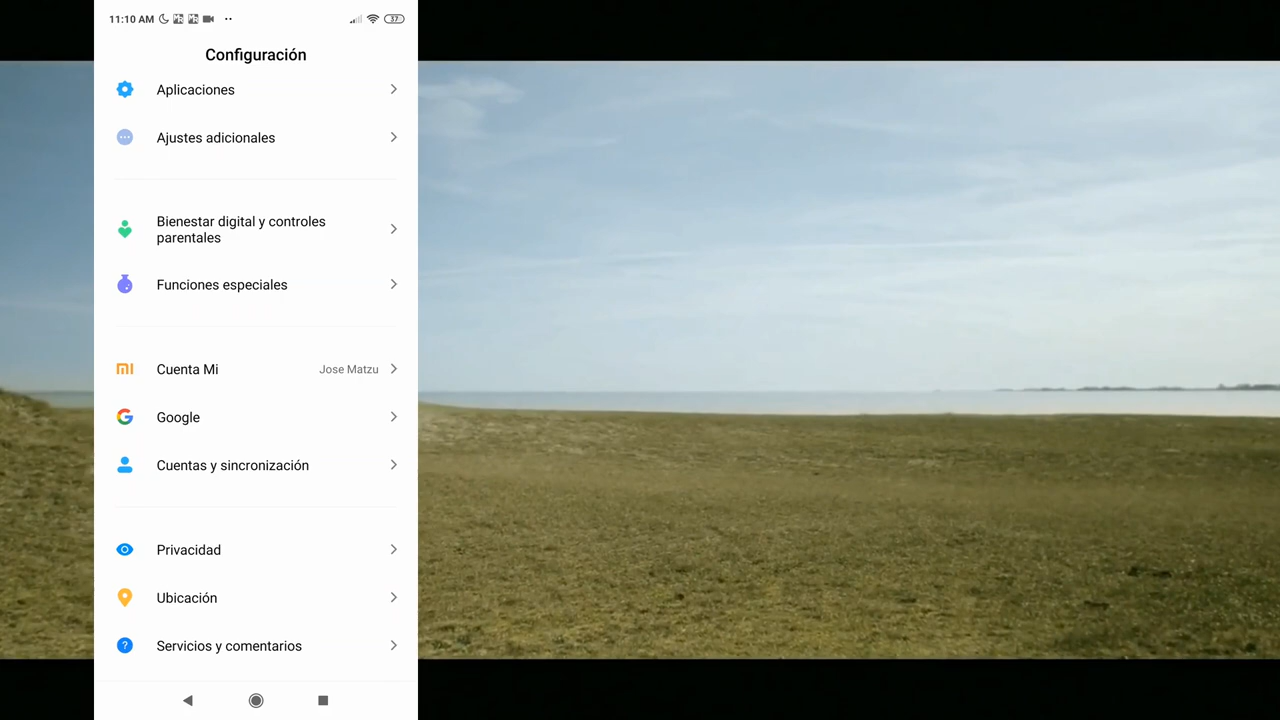 11:10 AM
37
Configuración
Aplicaciones
Ajustes adicionales
Bienestar digital y controles
parentales
Funciones especiales
Cuenta Mi Jose Matzu
Google
Cuentas y sincronización
Privacidad
Ubicación
Servicios y comentarios